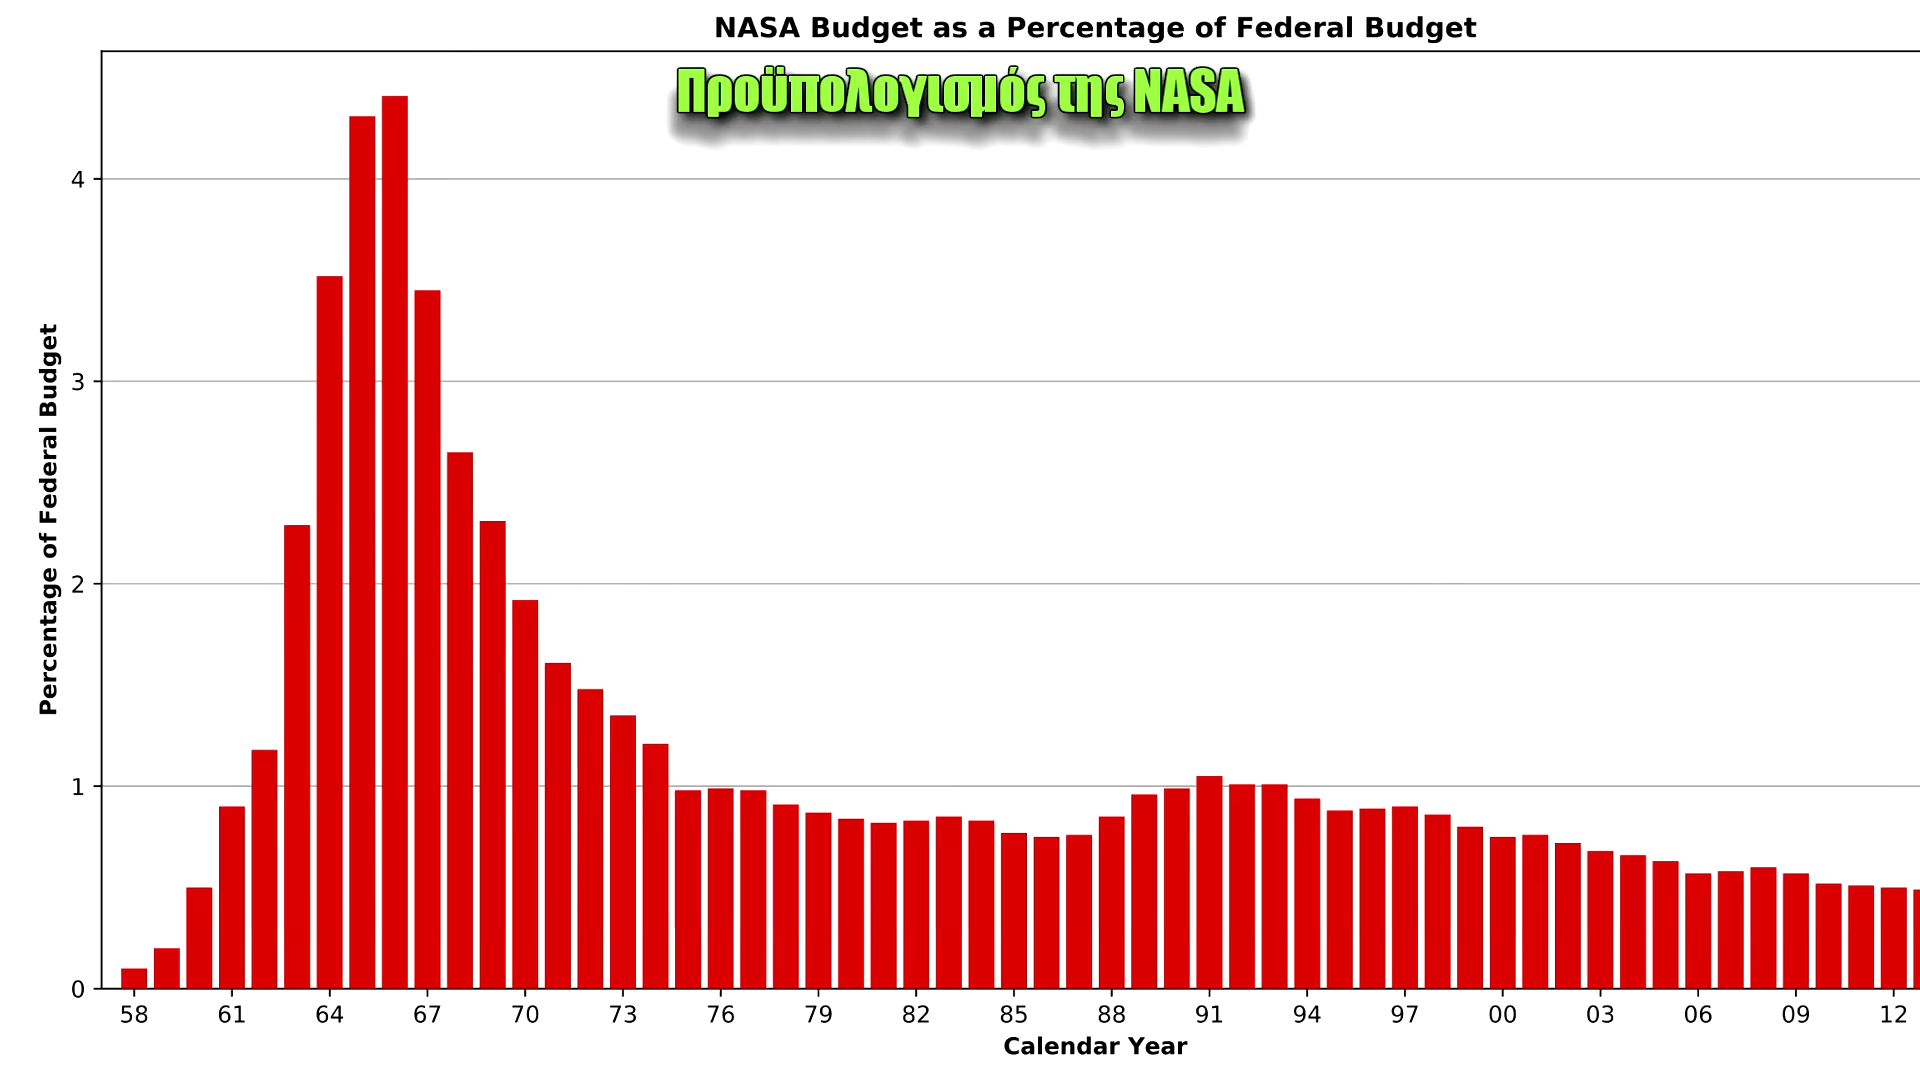 NASA Budget as a Percentage of Federal Budget
Προϋπολογισμός της NASA
Percentage of Federal Budget
4
3
2
1
0
58 61 64 67 70 73 76 79 82 85 88 91 94 97 00 03 06 09 12
Calendar Year